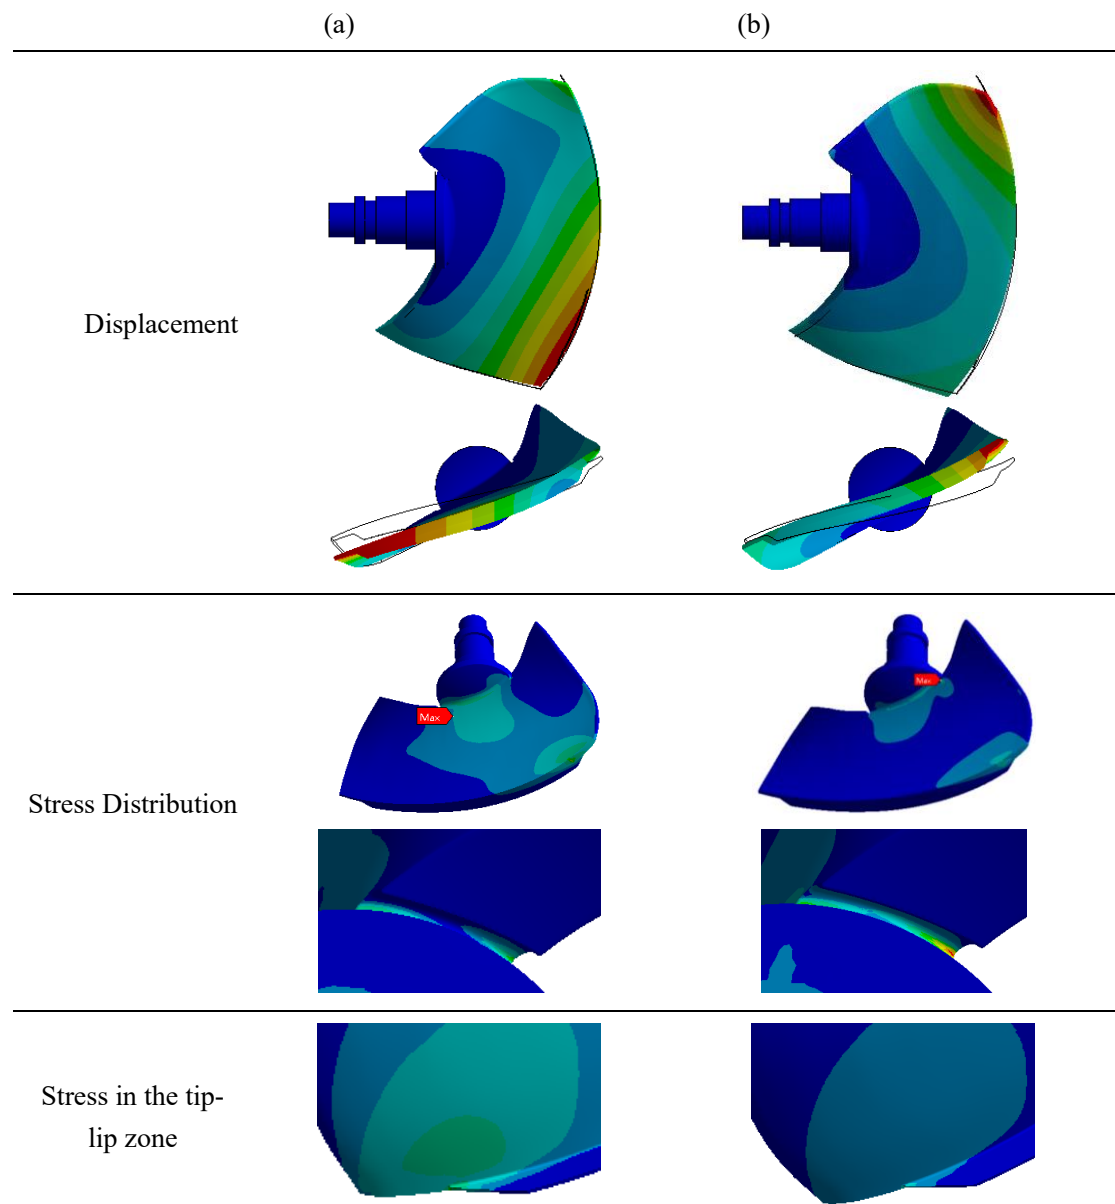 (a)
(b)
Displacement
Max
Max
Stress Distribution
Stress in the tip-
lip zone